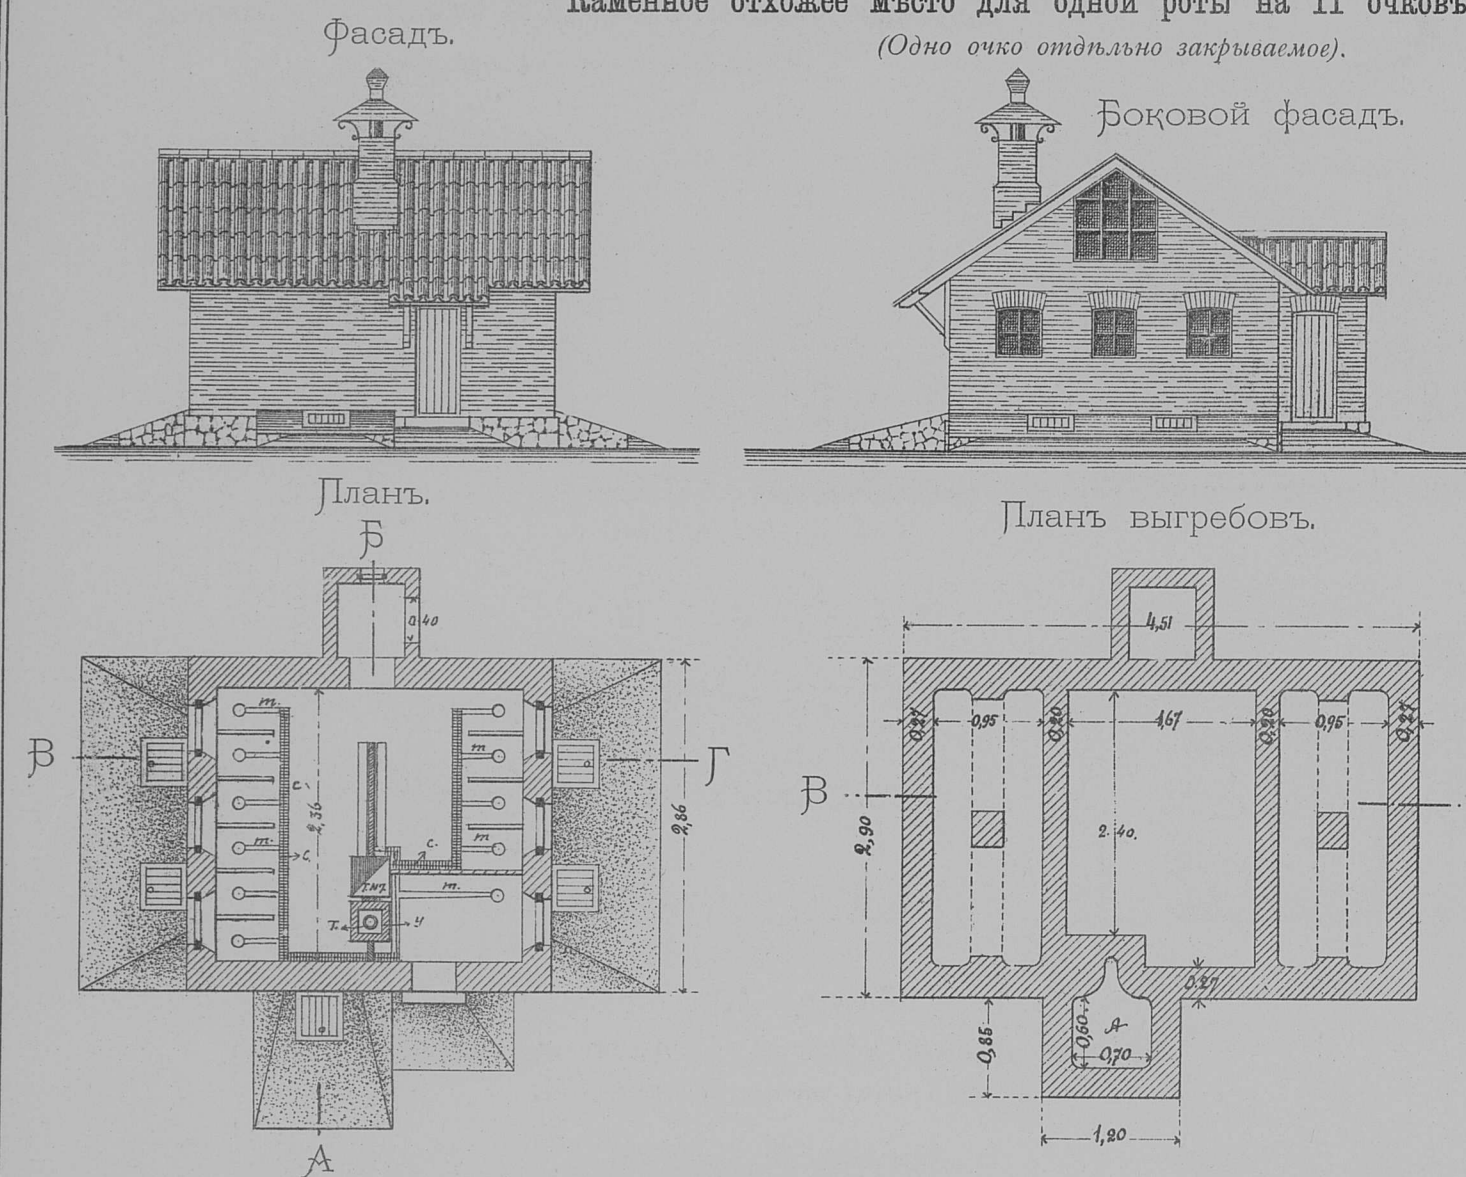 Каменное отхожее мѣсто для одной роты на 11 очковъ
(Одно очко отдѣльно закрываемое).
Фасадъ.
Боковой фасадъ.
Планъ.
Б
0.40
В
Г
m.
m
m.
m
m.
с
с.
с.
2,36
2,86
Т.
У
А
Планъ выгребовъ.
4,51
0,27
0,95
0,20
1,67
0,20
0,95
0,27
В
2,90
2.40.
0.27
0,85
0,60
А
0,70
1,20